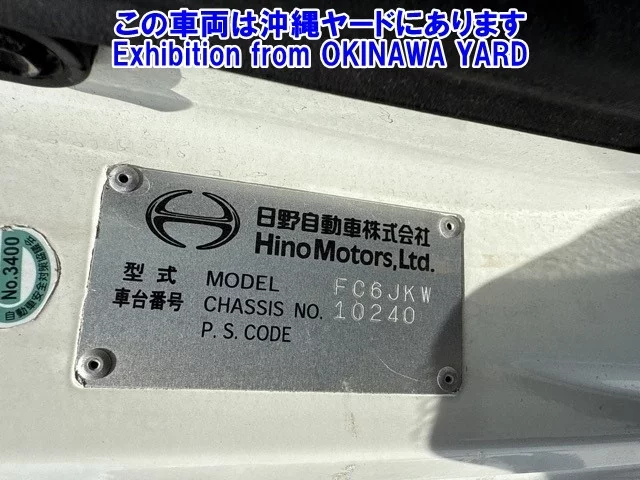 この車両は沖縄ヤードにあります
Exhibition from OKINAWA YARD
日野自動車株式会社
Hino Motors, Ltd.
型式 MODEL FC6JKW
車台番号 CHASSIS NO. 10240
P. S. CODE
No.3400